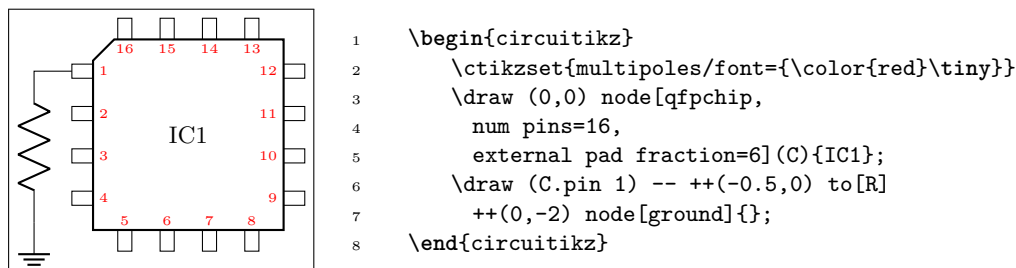 16 15 14 13
1 12
2 11
IC1
3 10
4 9
5 6 7 8
1 \begin{circuitikz}
2 \ctikzset{multipoles/font={\color{red}\tiny}}
3 \draw (0,0) node[qfpchip,
4 num pins=16,
5 external pad fraction=6](C){IC1};
6 \draw (C.pin 1) -- ++(-0.5,0) to[R]
7 ++(0,-2) node[ground]{};
8 \end{circuitikz}